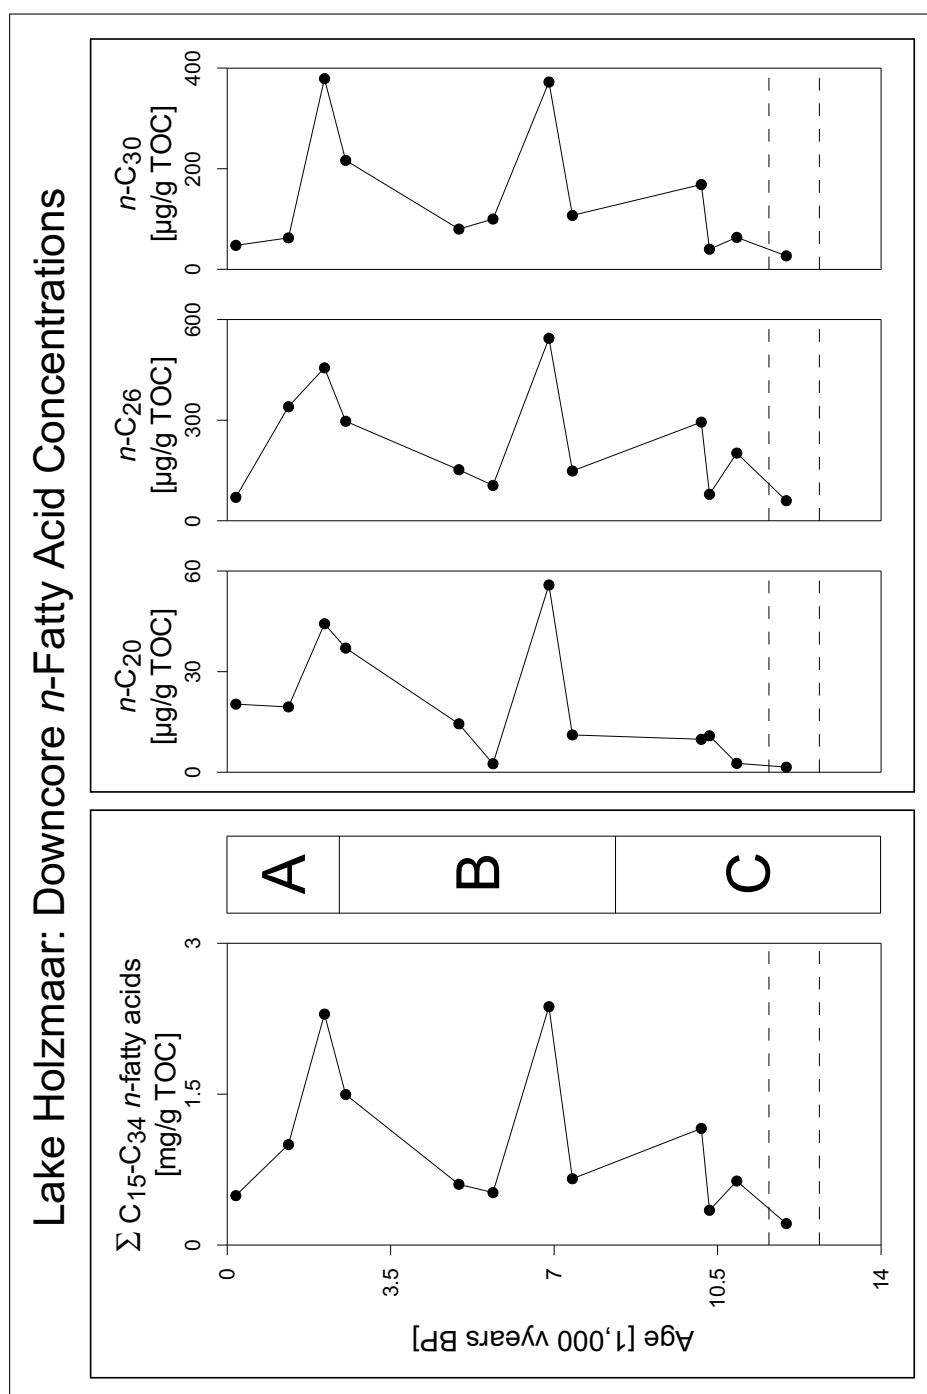 Lake Holzmaar: Downcore n-Fatty Acid Concentrations
Σ C15-C34 n-fatty acids
[mg/g TOC]
0
1.5
3
A
B
C
n-C20
[µg/g TOC]
0
30
60
n-C26
[µg/g TOC]
0
300
600
n-C30
[µg/g TOC]
0
200
400
0
3.5
7
10.5
14
Age [1,000 vyears BP]